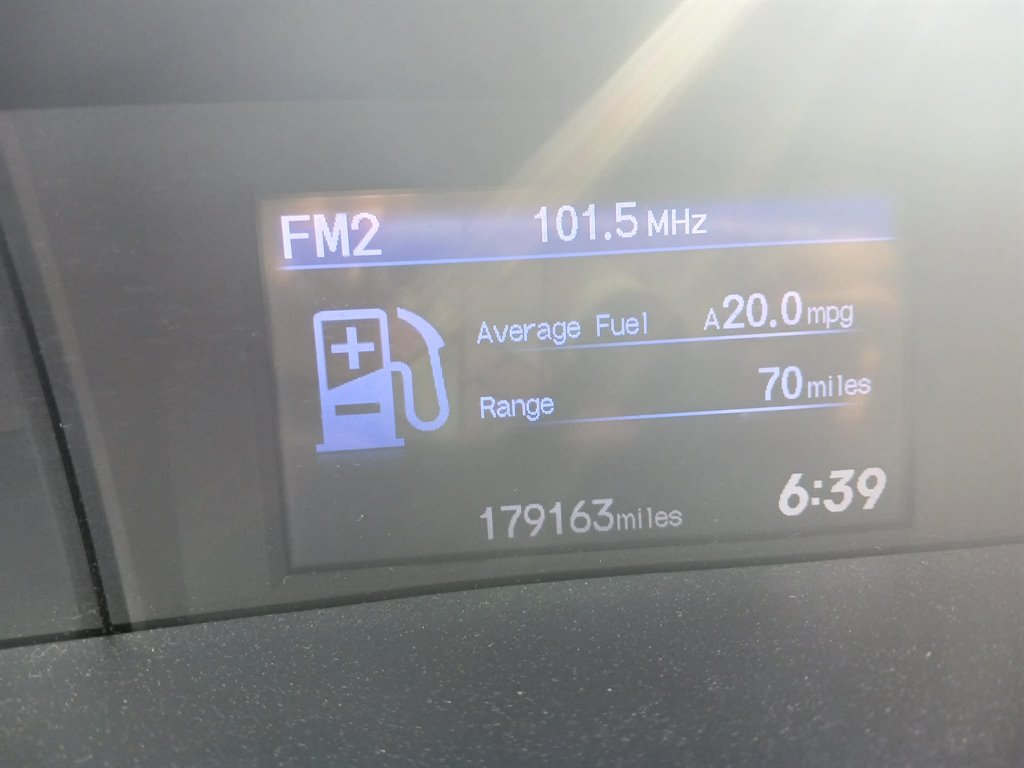 FM2 101.5 MHz
Average Fuel A20.0 mpg
Range 70 miles
179163 miles 6:39